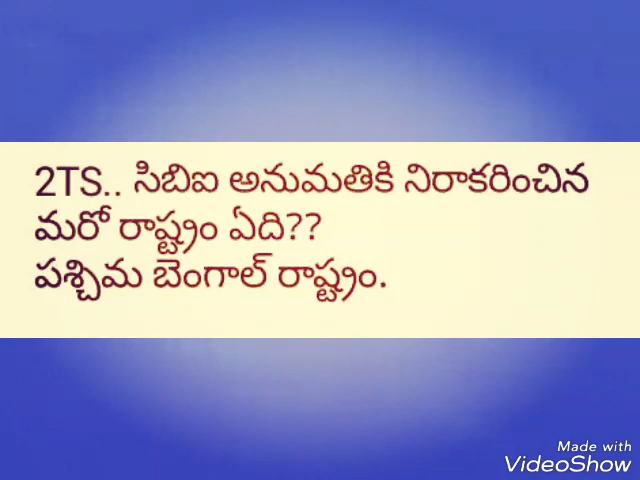 2TS.. సిబిఐ అనుమతికి నిరాకరించిన
మరో రాష్ట్రం ఏది??
పశ్చిమ బెంగాల్ రాష్ట్రం.
Made with
VideoShow